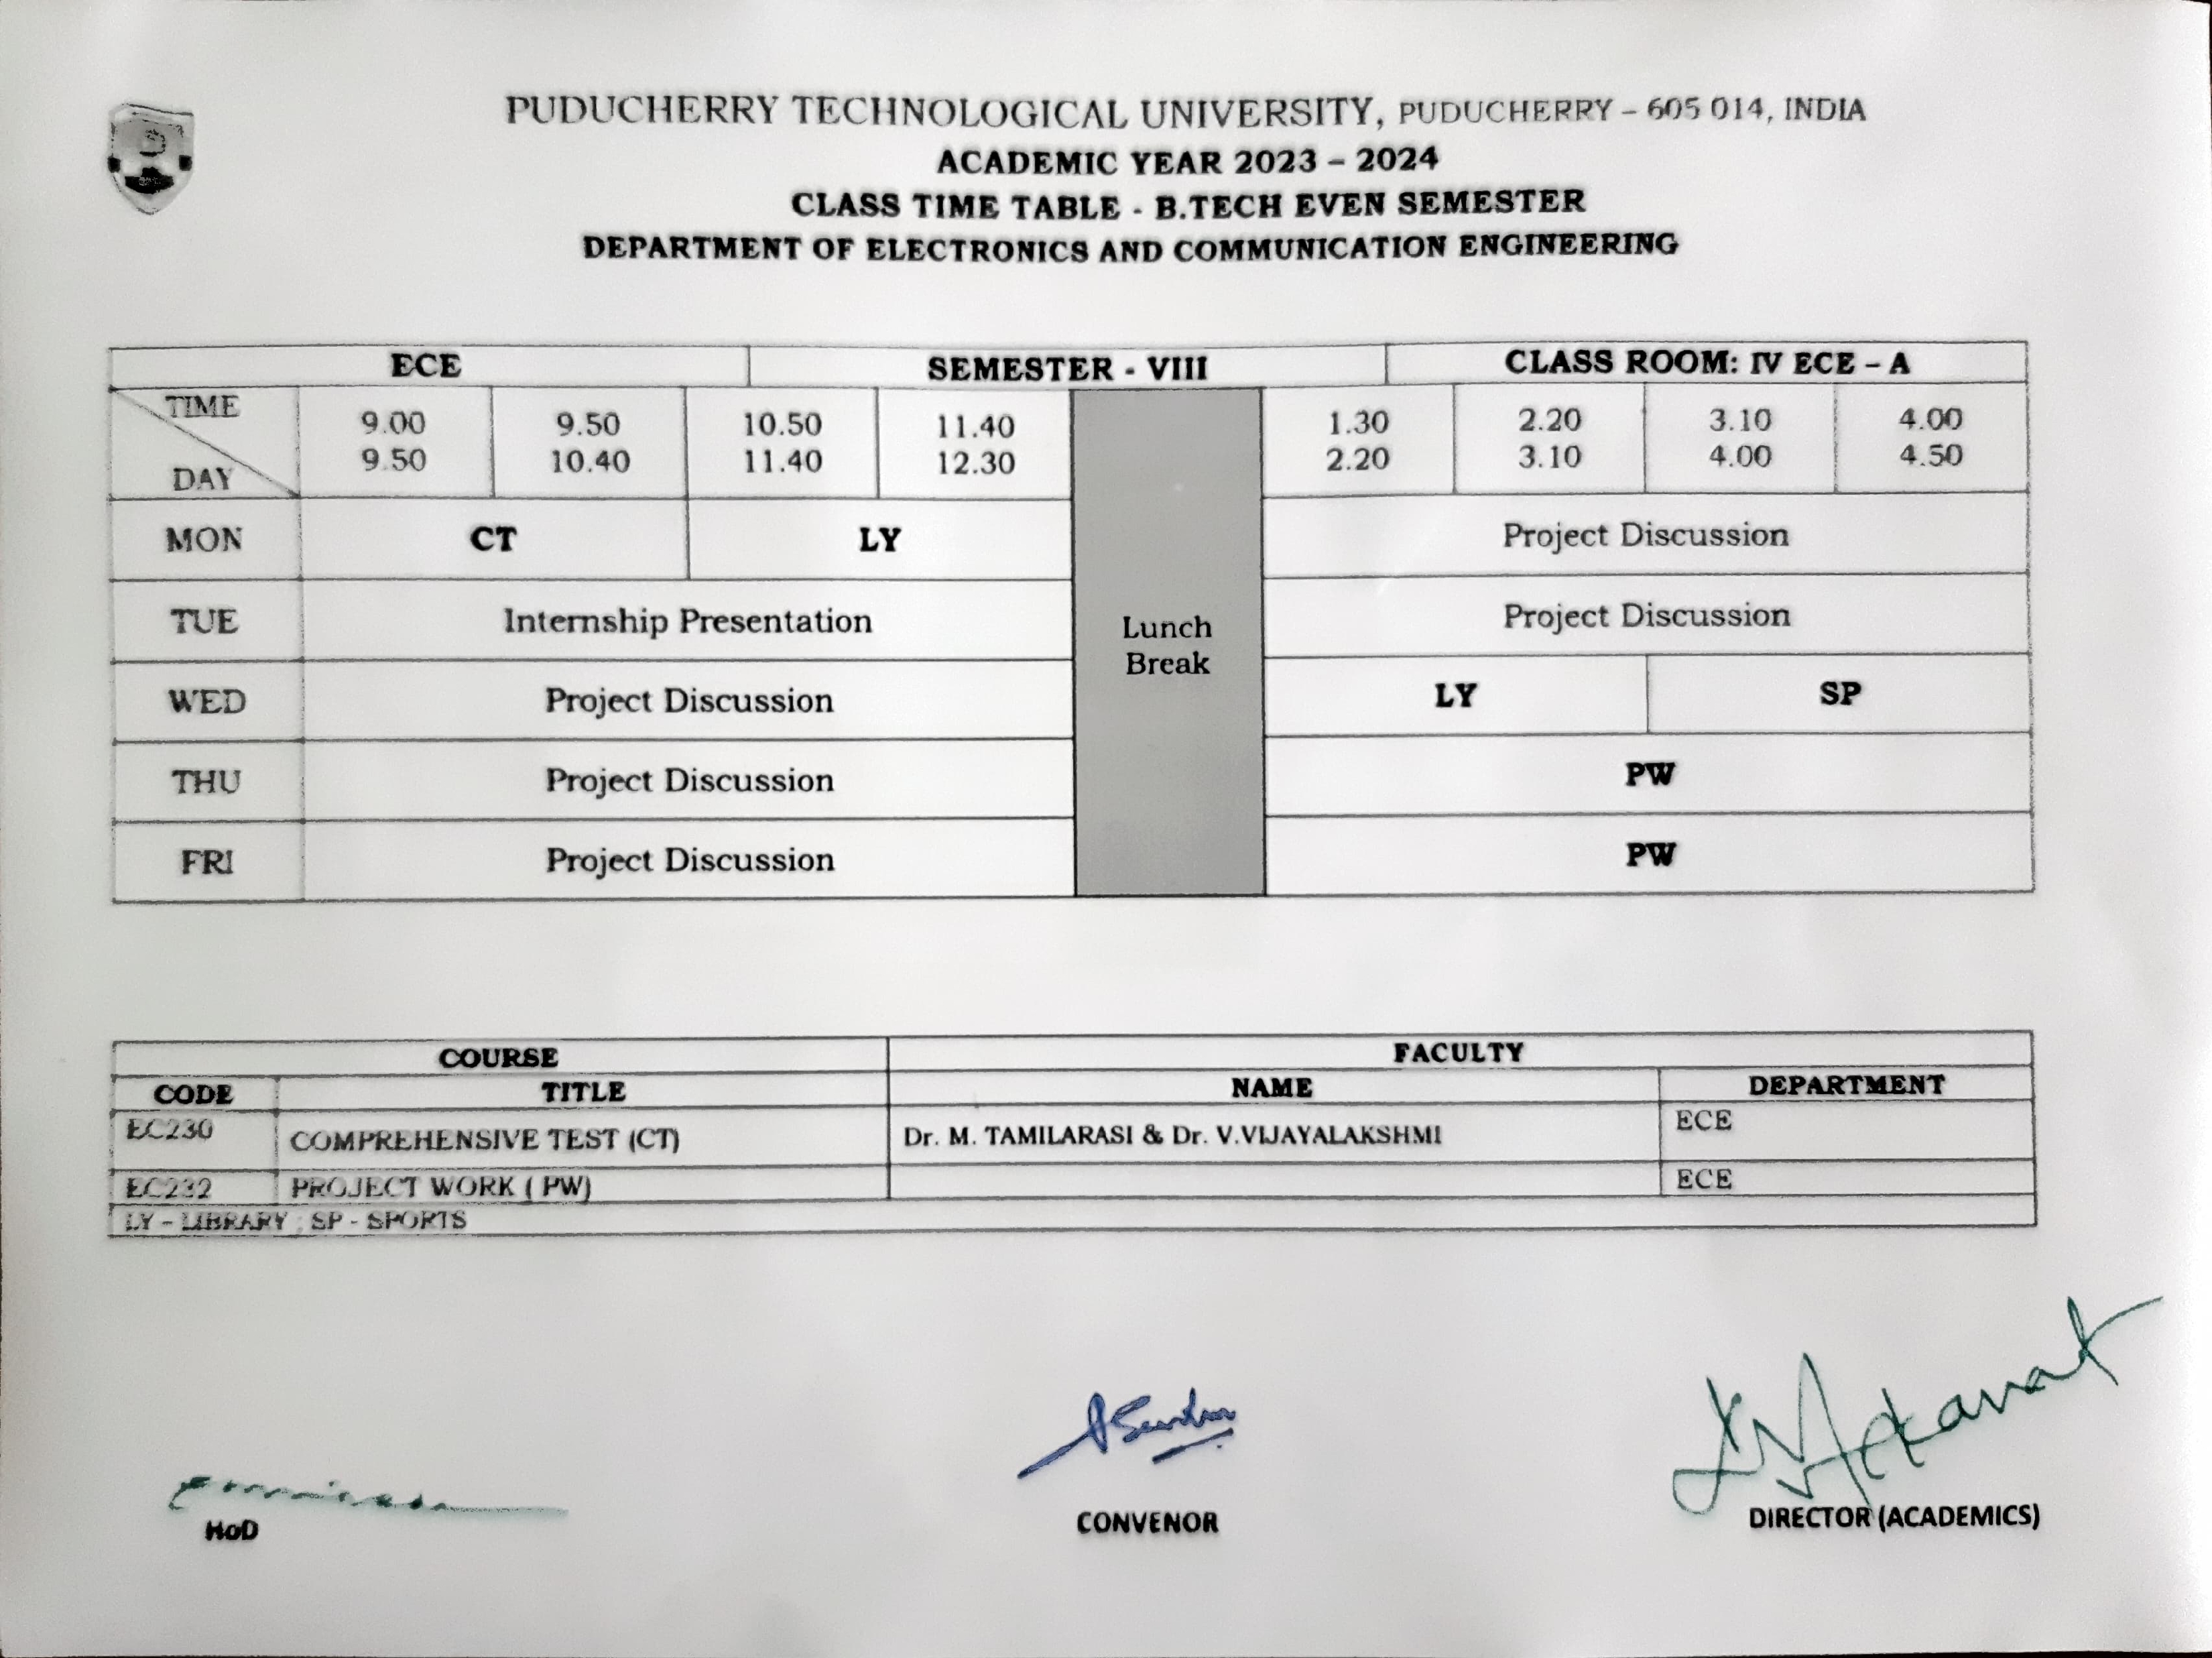 PUDUCHERRY TECHNOLOGICAL UNIVERSITY, PUDUCHERRY – 605 014, INDIA
ACADEMIC YEAR 2023 – 2024
CLASS TIME TABLE - B.TECH EVEN SEMESTER
DEPARTMENT OF ELECTRONICS AND COMMUNICATION ENGINEERING
ECE SEMESTER - VIII CLASS ROOM: IV ECE – A
TIME 9.00 9.50 10.50 11.40 1.30 2.20 3.10 4.00
DAY 9.50 10.40 11.40 12.30 2.20 3.10 4.00 4.50
MON CT LY Project Discussion
TUE Internship Presentation Project Discussion
Lunch
Break
WED Project Discussion LY SP
THU Project Discussion PW
FRI Project Discussion PW
COURSE FACULTY
CODE TITLE NAME DEPARTMENT
EC230 COMPREHENSIVE TEST (CT) Dr. M. TAMILARASI & Dr. V.VIJAYALAKSHMI ECE
EC232 PROJECT WORK ( PW) ECE
LY – LIBRARY ; SP - SPORTS
HoD CONVENOR DIRECTOR (ACADEMICS)